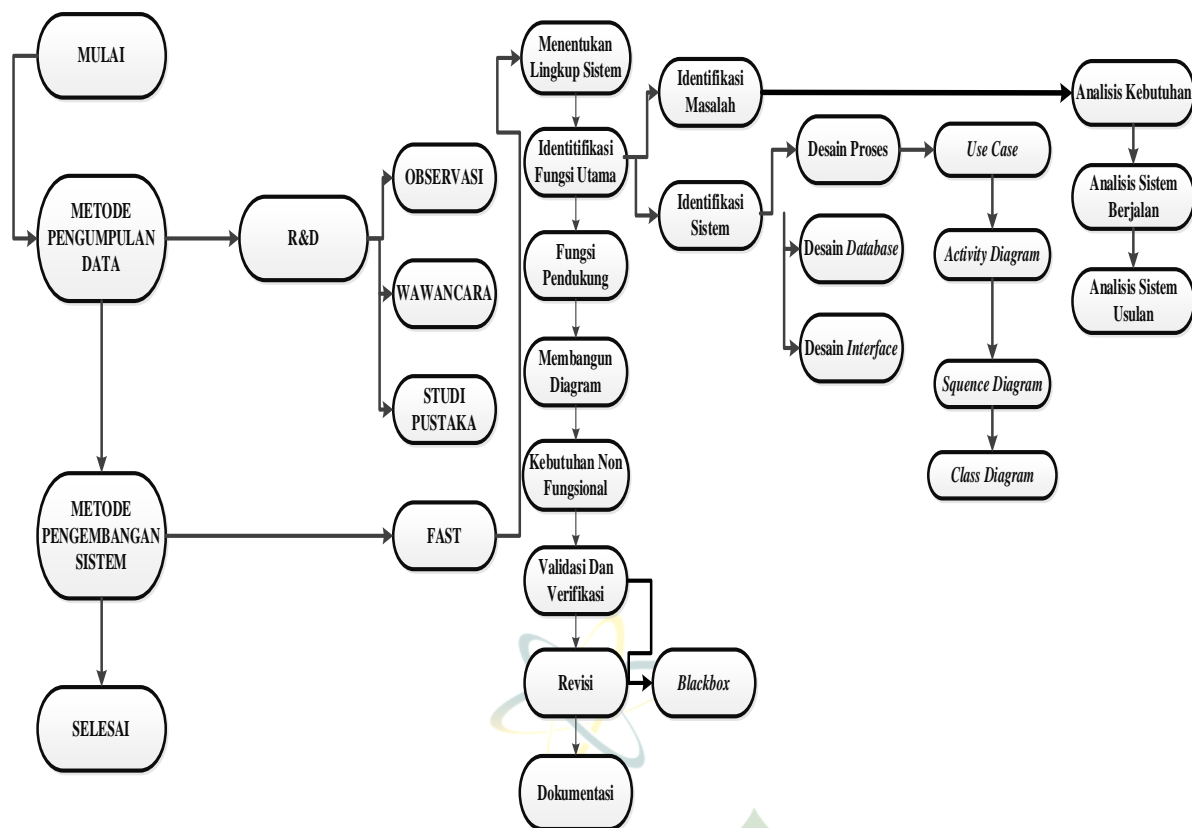 MULAI
METODE
PENGUMPULAN
DATA
R&D
OBSERVASI
WAWANCARA
STUDI
PUSTAKA
METODE
PENGEMBANGAN
SISTEM
FAST
SELESAI
Menentukan
Lingkup Sistem
Identitifikasi
Fungsi Utama
Fungsi
Pendukung
Membangun
Diagram
Kebutuhan Non
Fungsional
Validasi Dan
Verifikasi
Revisi
Blackbox
Dokumentasi
Identifikasi
Masalah
Identifikasi
Sistem
Desain Proses
Desain Database
Desain Interface
Use Case
Activity Diagram
Squence Diagram
Class Diagram
Analisis Kebutuhan
Analisis Sistem
Berjalan
Analisis Sistem
Usulan